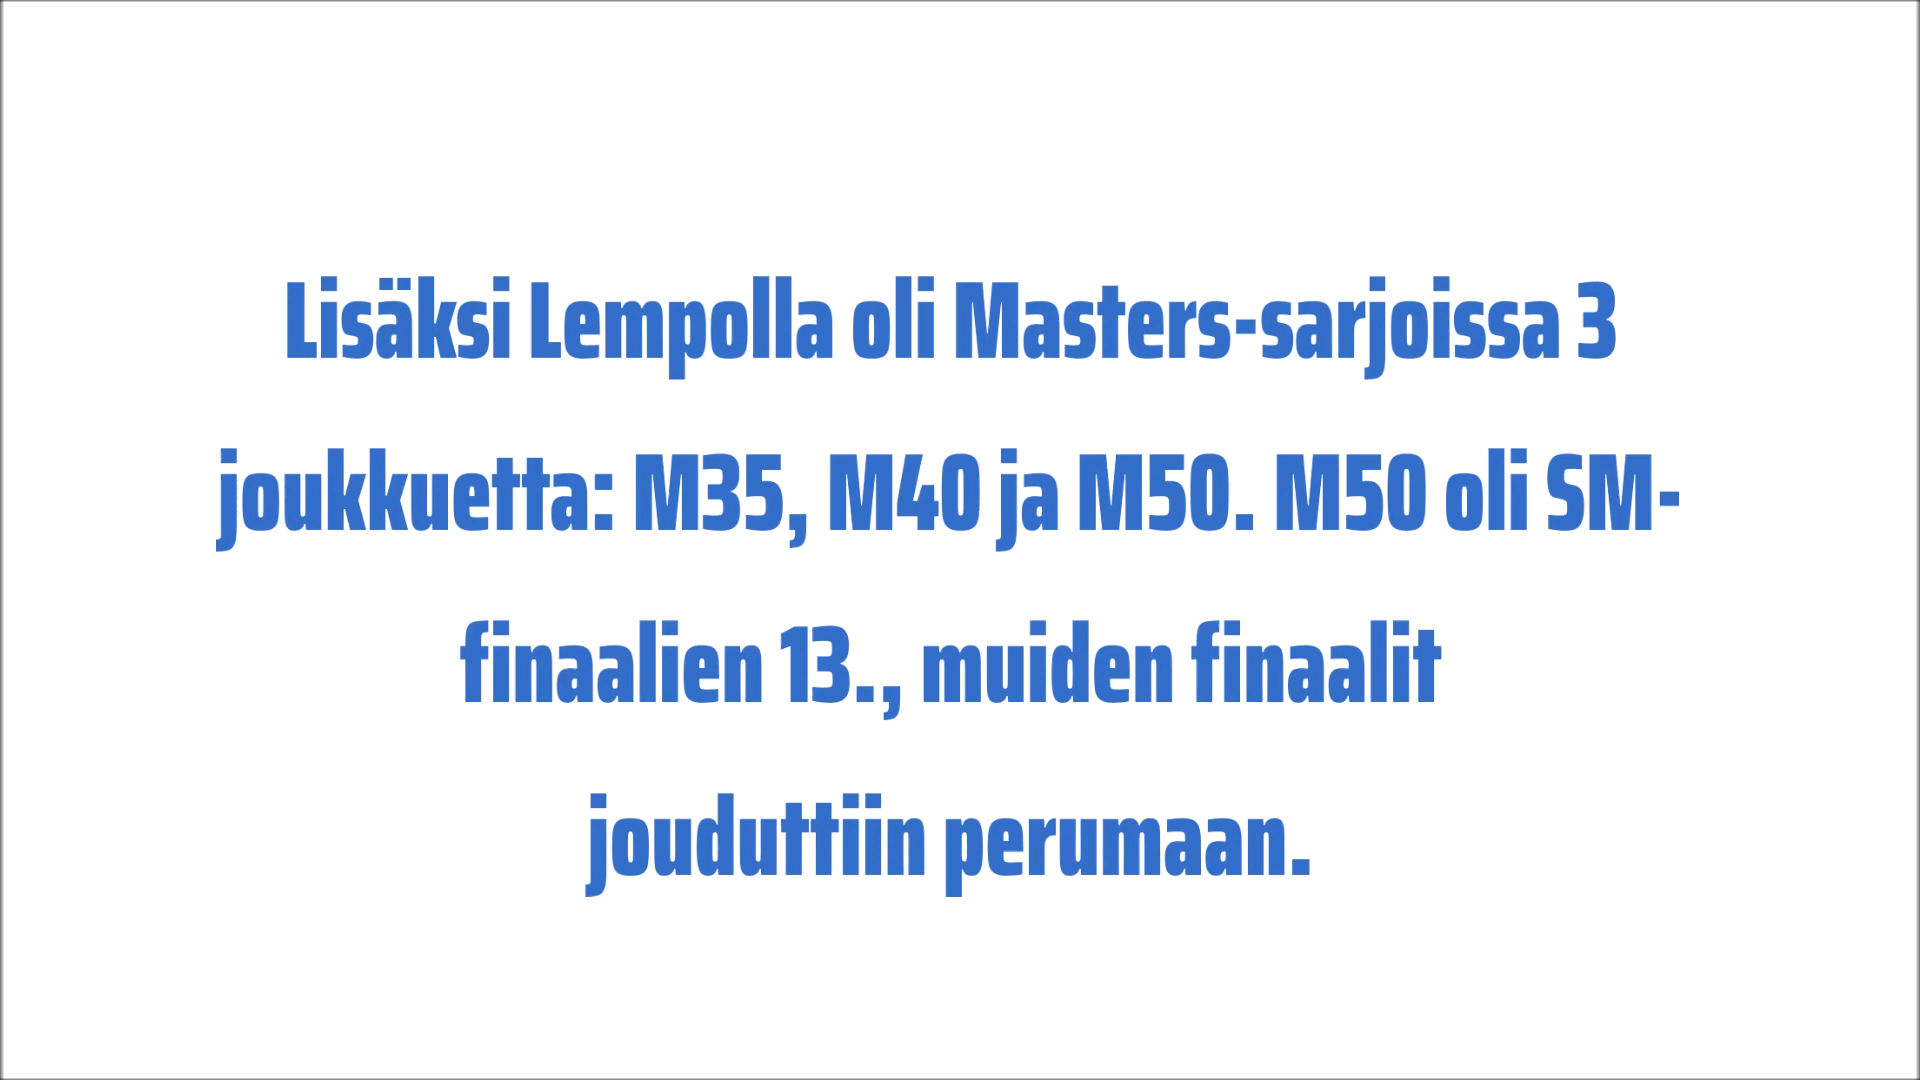 Lisäksi Lempolla oli Masters-sarjoissa 3
joukkuetta: M35, M40 ja M50. M50 oli SM-
finaalien 13., muiden finaalit
jouduttiin perumaan.